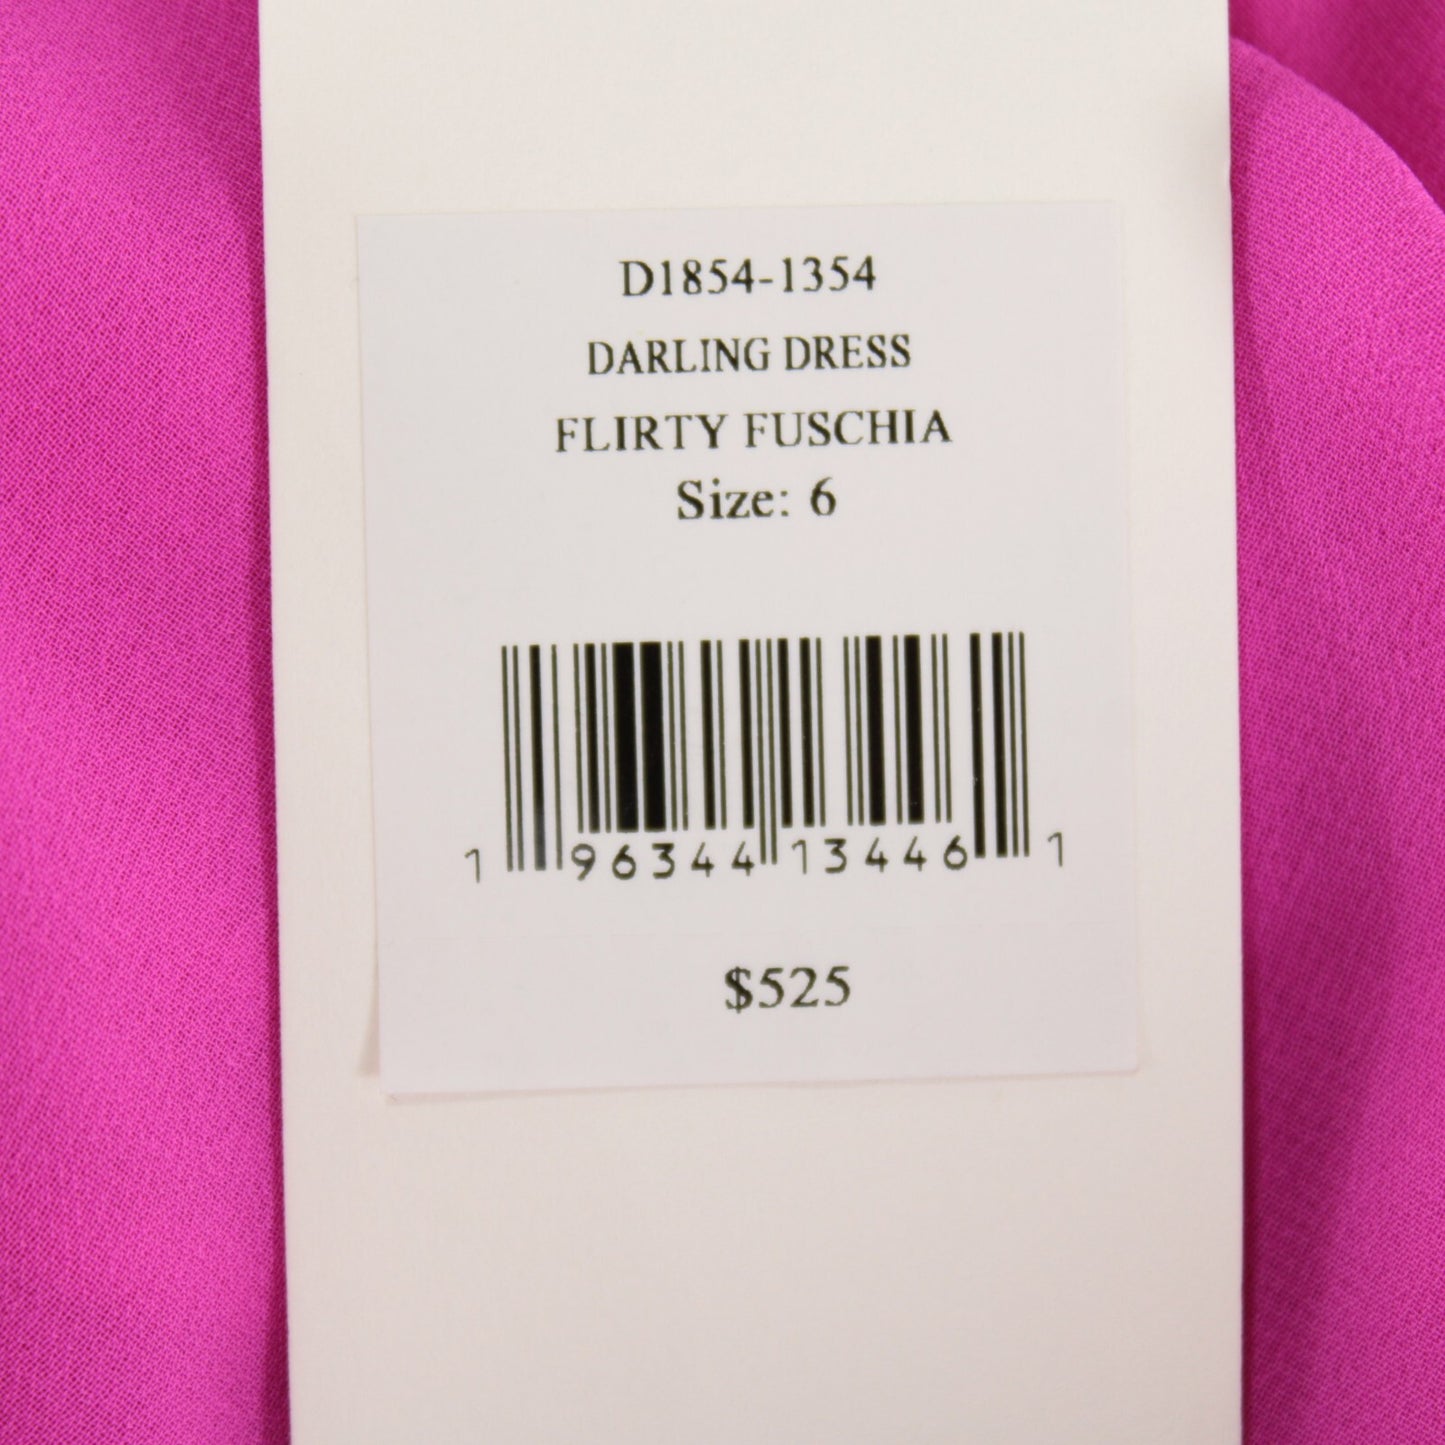 D1854-1354
DARLING DRESS
FLIRTY FUSCHIA
Size: 6
1 96344 13446 1
$525